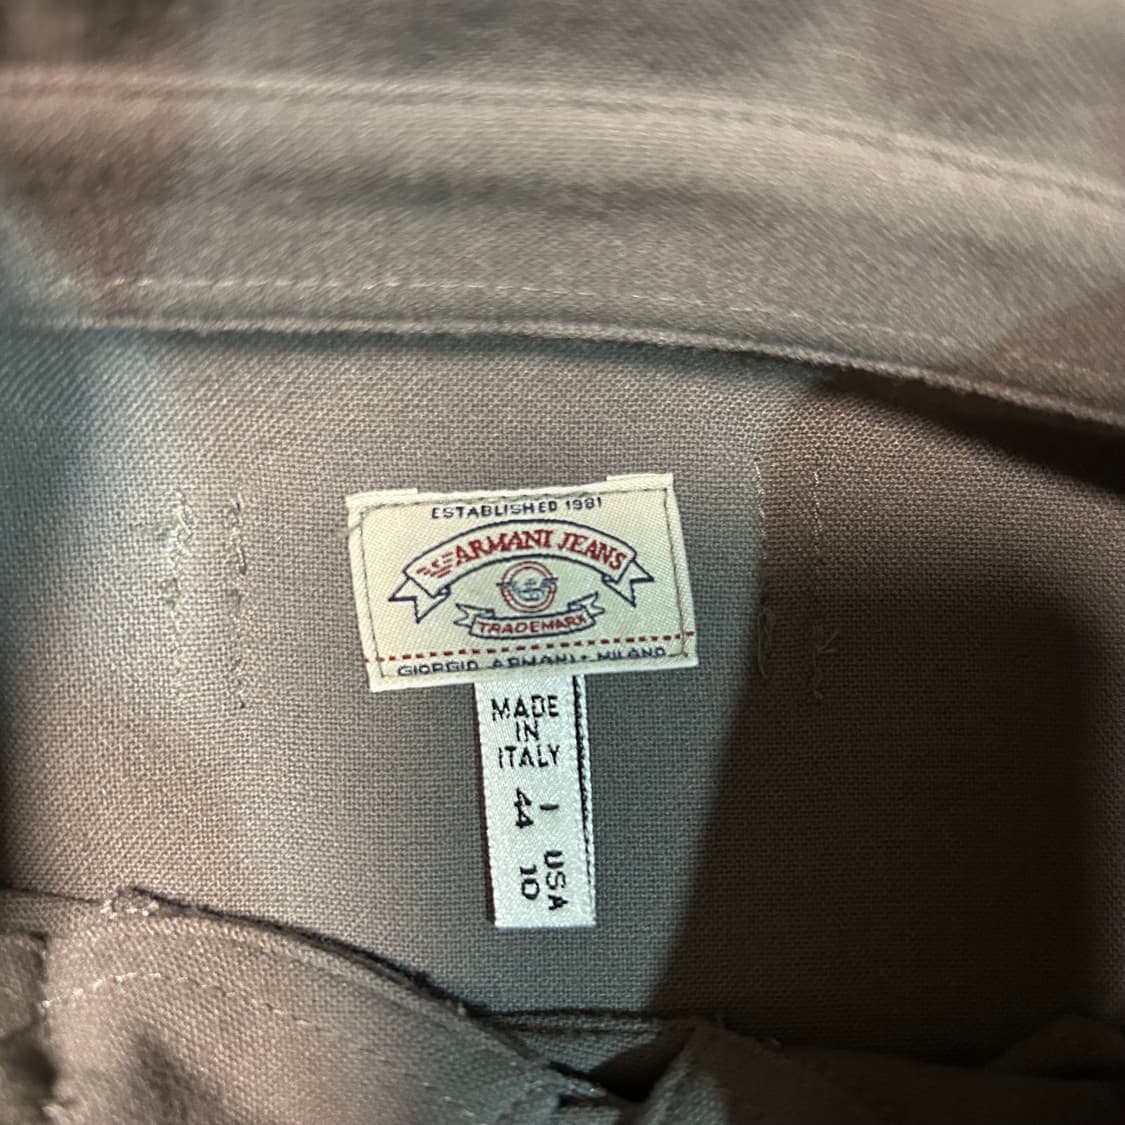 ESTABLISHED 1981
ARMANI JEANS
TRADEMARK
GIORGIO ARMANI - MILANO
MADE
IN
ITALY
I
44
USA
10